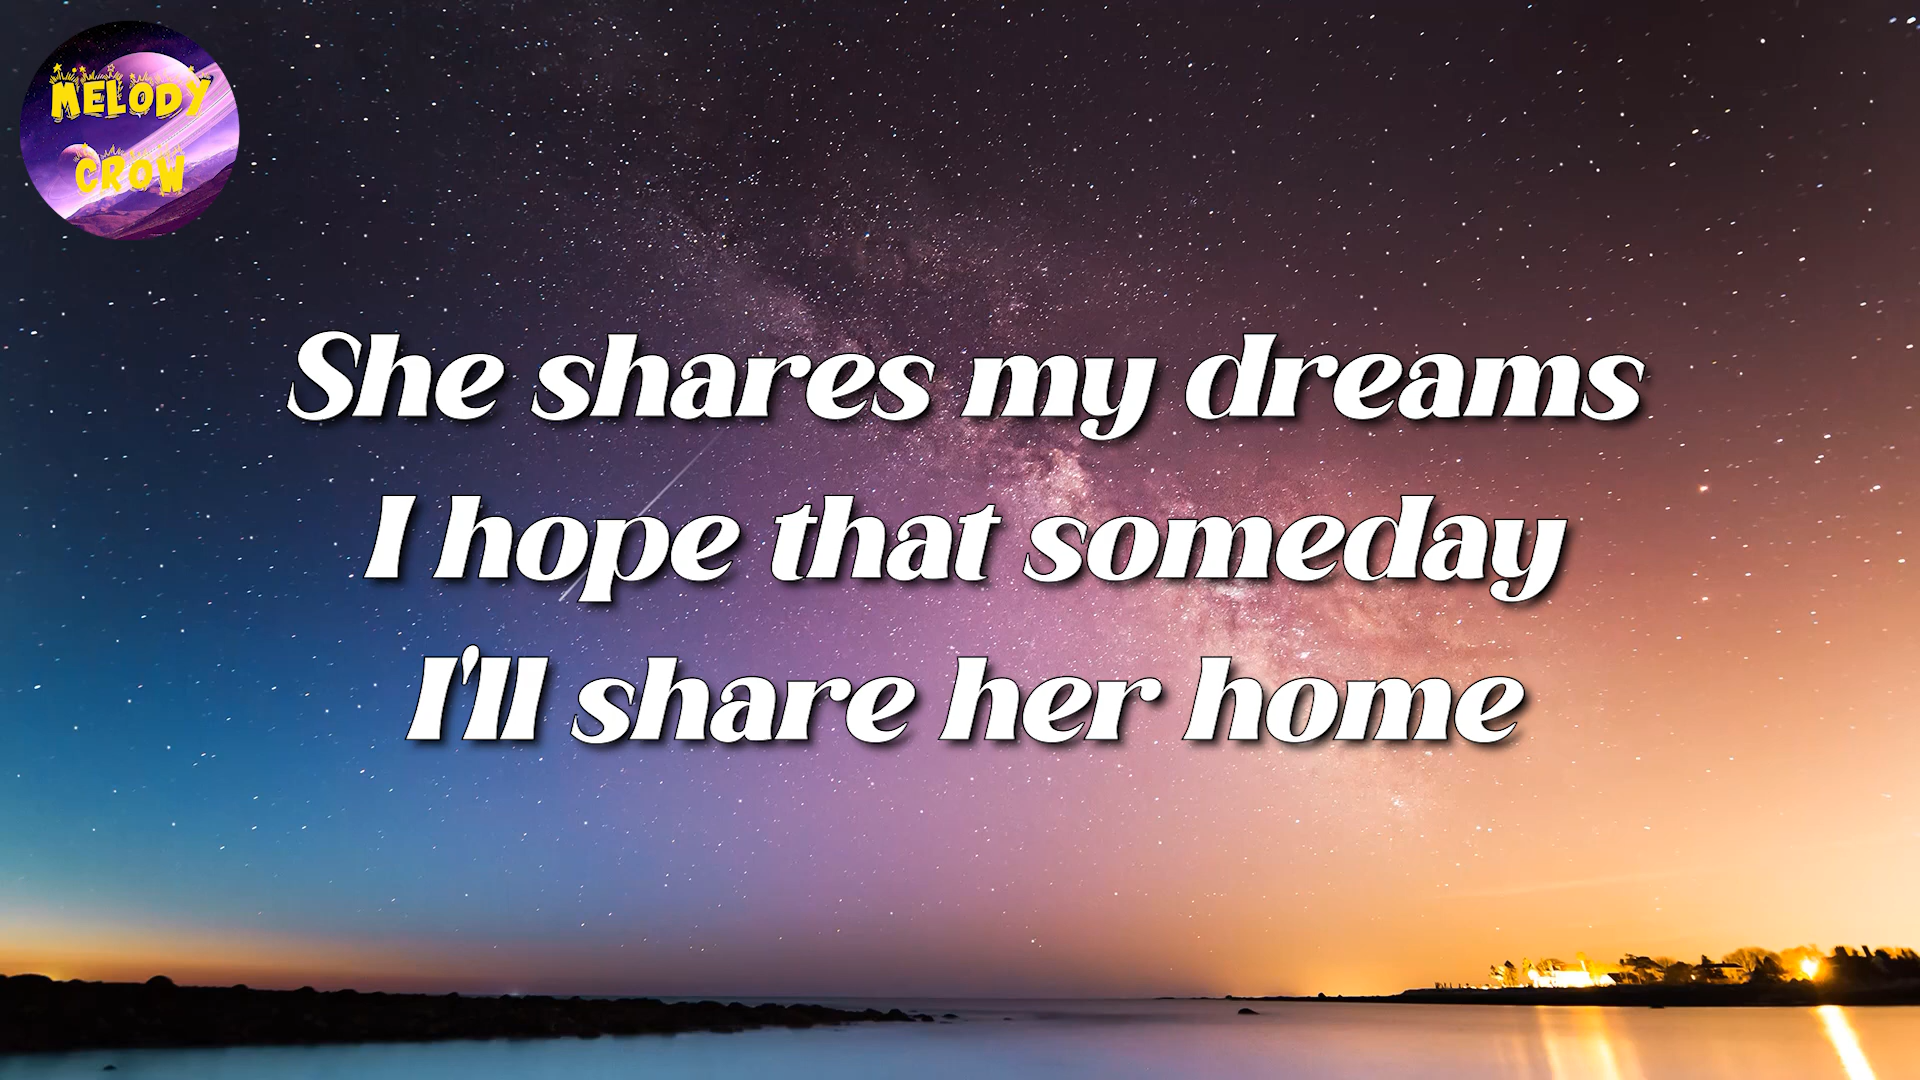 MELODY
CROW
She shares my dreams
I hope that someday
I'll share her home